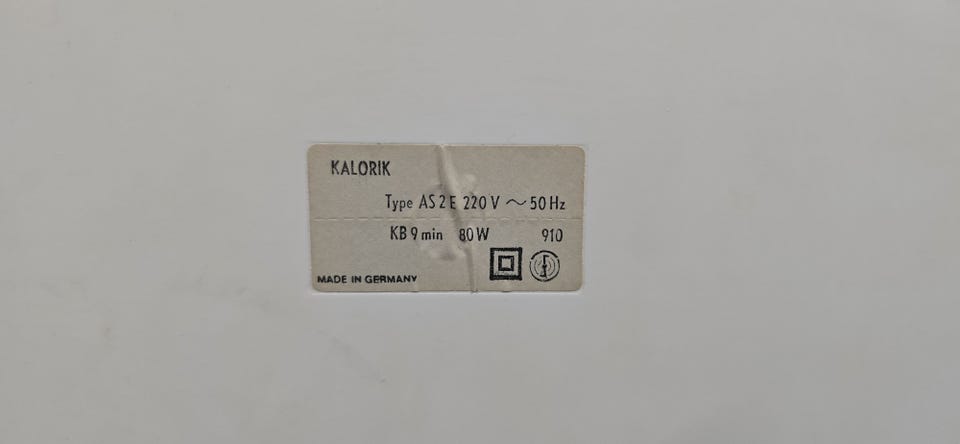 KALORIK
Type AS 2 E 220 V ~ 50 Hz
KB 9 min 80 W 910
MADE IN GERMANY